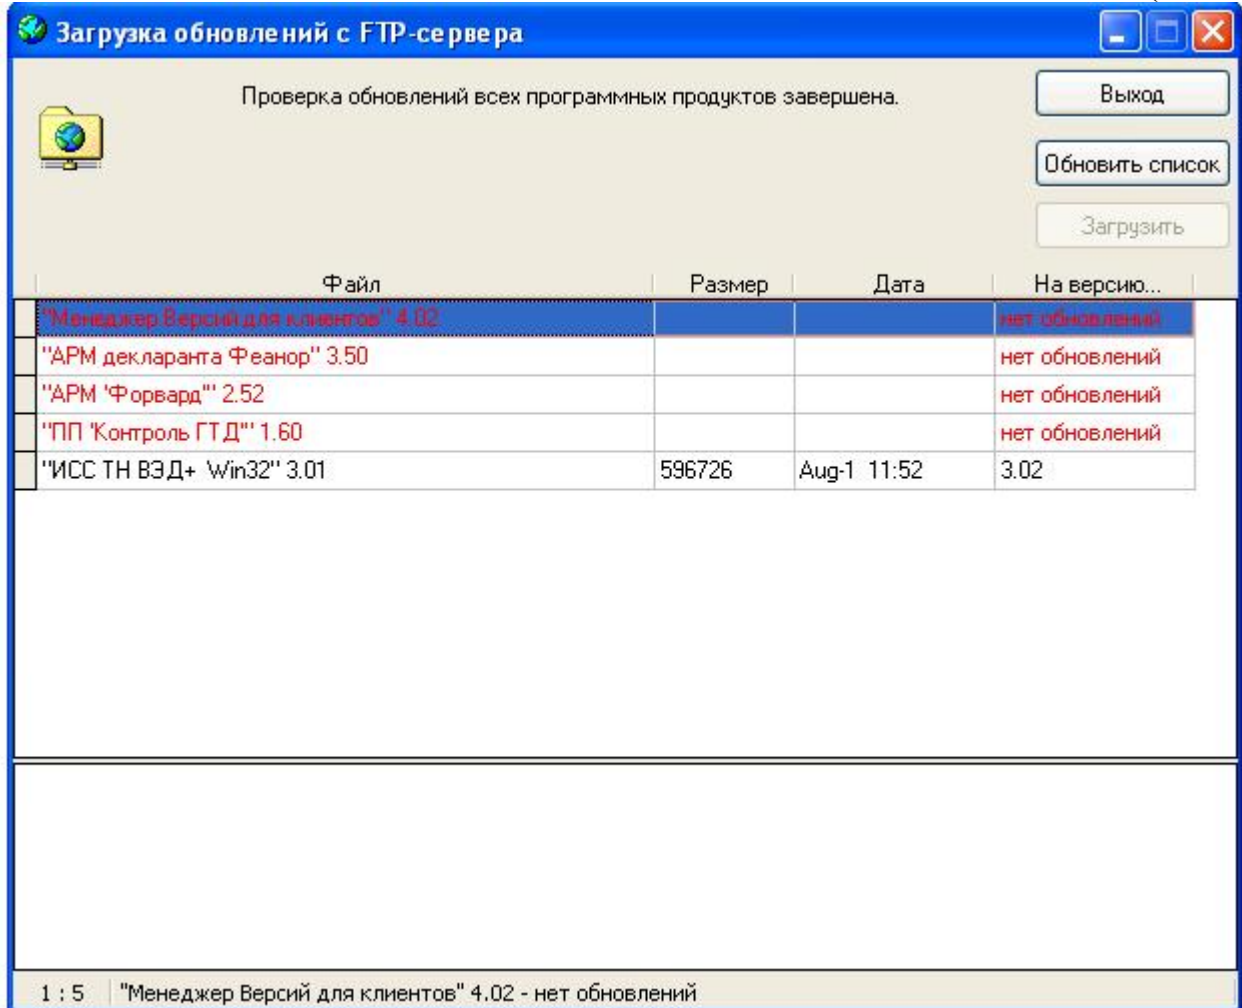 Загрузка обновлений с FTP-сервера
Проверка обновлений всех программных продуктов завершена.
Выход
Обновить список
Загрузить
Файл Размер Дата На версию...
"Менеджер Версий для клиентов" 4.02 нет обновлений
"АРМ декларанта Феанор" 3.50 нет обновлений
"АРМ 'Форвард'" 2.52 нет обновлений
"ПП 'Контроль ГТД'" 1.60 нет обновлений
"ИСС ТН ВЭД+ Win32" 3.01 596726 Aug-1 11:52 3.02
1 : 5 "Менеджер Версий для клиентов" 4.02 - нет обновлений